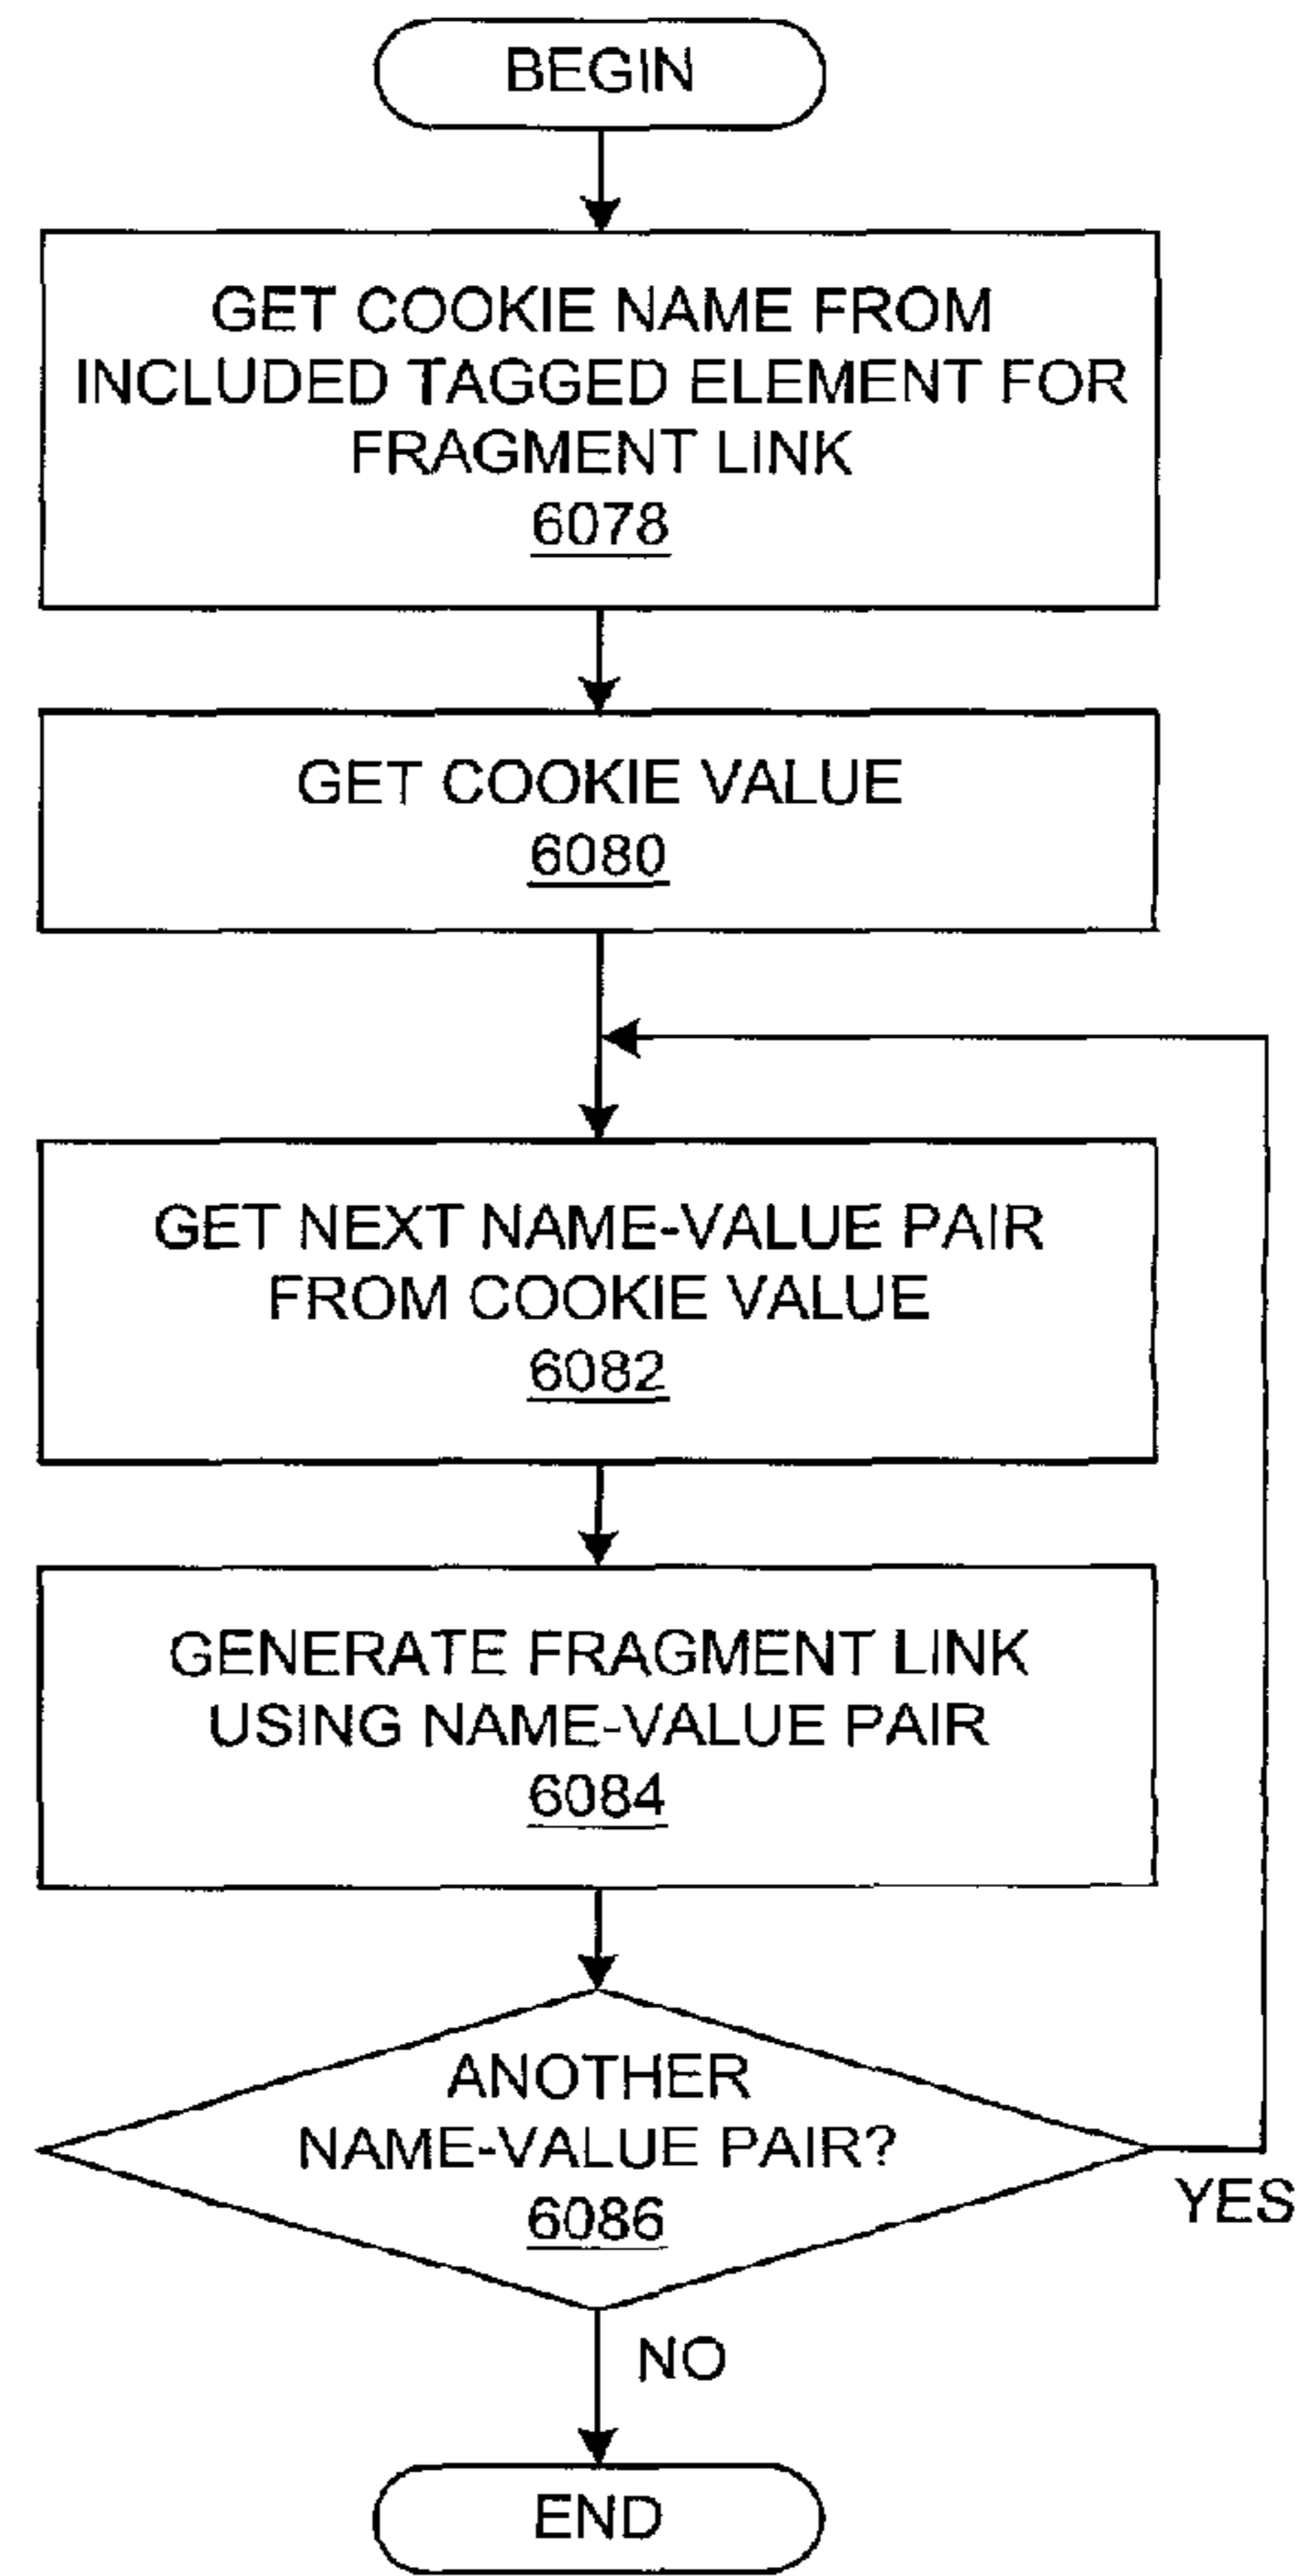 BEGIN
GET COOKIE NAME FROM
INCLUDED TAGGED ELEMENT FOR
FRAGMENT LINK
6078
GET COOKIE VALUE
6080
GET NEXT NAME-VALUE PAIR
FROM COOKIE VALUE
6082
GENERATE FRAGMENT LINK
USING NAME-VALUE PAIR
6084
ANOTHER
NAME-VALUE PAIR?
6086
YES
NO
END